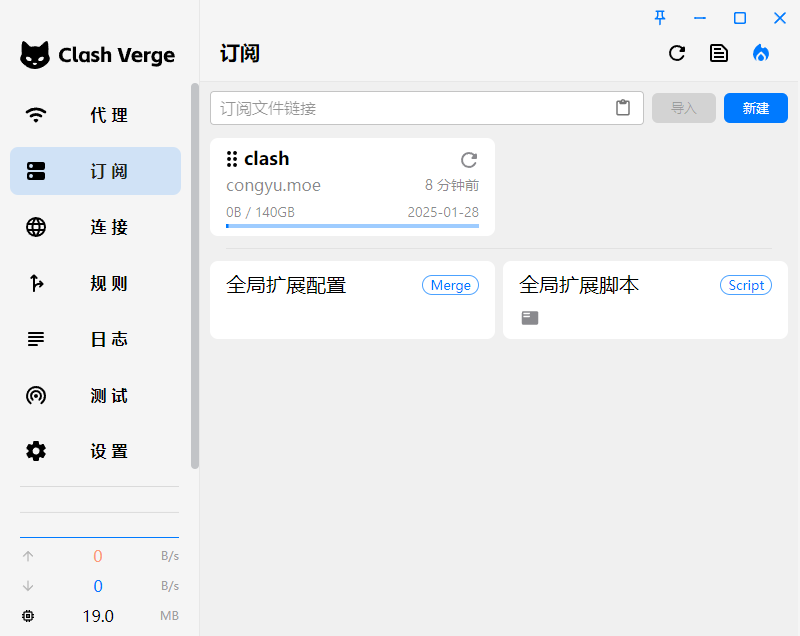 Clash Verge
代 理
订 阅
连 接
规 则
日 志
测 试
设 置
0 B/s
0 B/s
19.0 MB
订阅
订阅文件链接
导入
新建
clash
congyu.moe 8 分钟前
0B / 140GB 2025-01-28
全局扩展配置 Merge
全局扩展脚本 Script